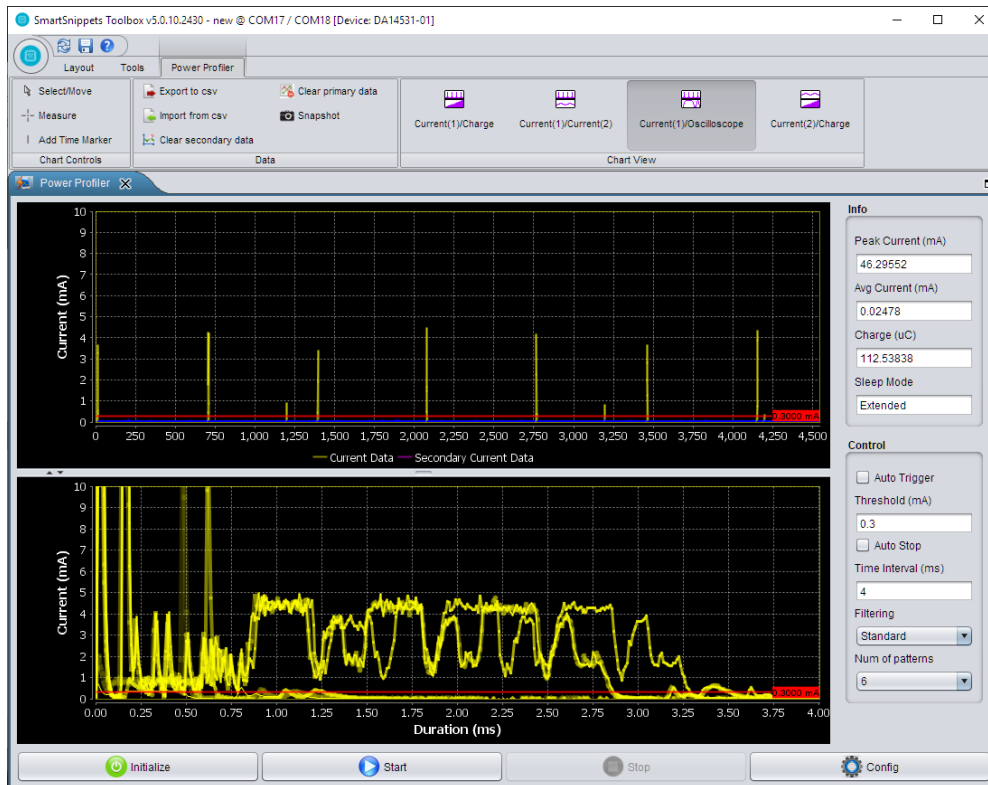 SmartSnippets Toolbox v5.0.10.2430 - new @ COM17 / COM18 [Device: DA14531-01]
Layout Tools Power Profiler
Select/Move
Measure
Add Time Marker
Chart Controls
Export to csv
Import from csv
Clear secondary data
Clear primary data
Snapshot
Data
Current(1)/Charge
Current(1)/Current(2)
Current(1)/Oscilloscope
Current(2)/Charge
Chart View
Power Profiler
10
9
8
7
6
5
4
3
2
1
0
Current (mA)
0.3000 mA
0 250 500 750 1,000 1,250 1,500 1,750 2,000 2,250 2,500 2,750 3,000 3,250 3,500 3,750 4,000 4,250 4,500
Current Data Secondary Current Data
10
9
8
7
6
5
4
3
2
1
0
Current (mA)
0.3000 mA
0.00 0.25 0.50 0.75 1.00 1.25 1.50 1.75 2.00 2.25 2.50 2.75 3.00 3.25 3.50 3.75 4.00
Duration (ms)
Info
Peak Current (mA)
46.29552
Avg Current (mA)
0.02478
Charge (uC)
112.53838
Sleep Mode
Extended
Control
Auto Trigger
Threshold (mA)
0.3
Auto Stop
Time Interval (ms)
4
Filtering
Standard
Num of patterns
6
Initialize
Start
Stop
Config